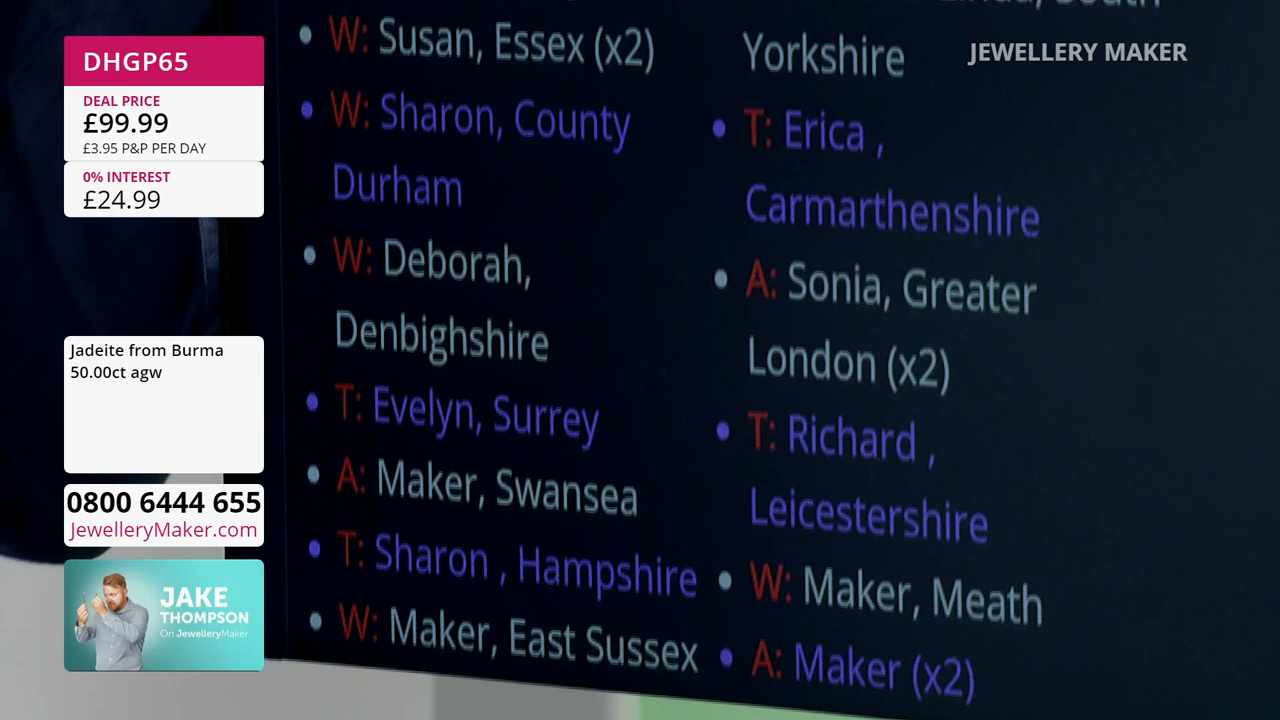 DHGP65
DEAL PRICE
£99.99
£3.95 P&P PER DAY
0% INTEREST
£24.99
Jadeite from Burma
50.00ct agw
0800 6444 655
JewelleryMaker.com
JAKE
THOMPSON
On JewelleryMaker
JEWELLERY MAKER
W: Susan, Essex (x2)
W: Sharon, County
Durham
W: Deborah,
Denbighshire
T: Evelyn, Surrey
A: Maker, Swansea
T: Sharon , Hampshire
W: Maker, East Sussex
Yorkshire
T: Erica ,
Carmarthenshire
A: Sonia, Greater
London (x2)
T: Richard ,
Leicestershire
W: Maker, Meath
A: Maker (x2)